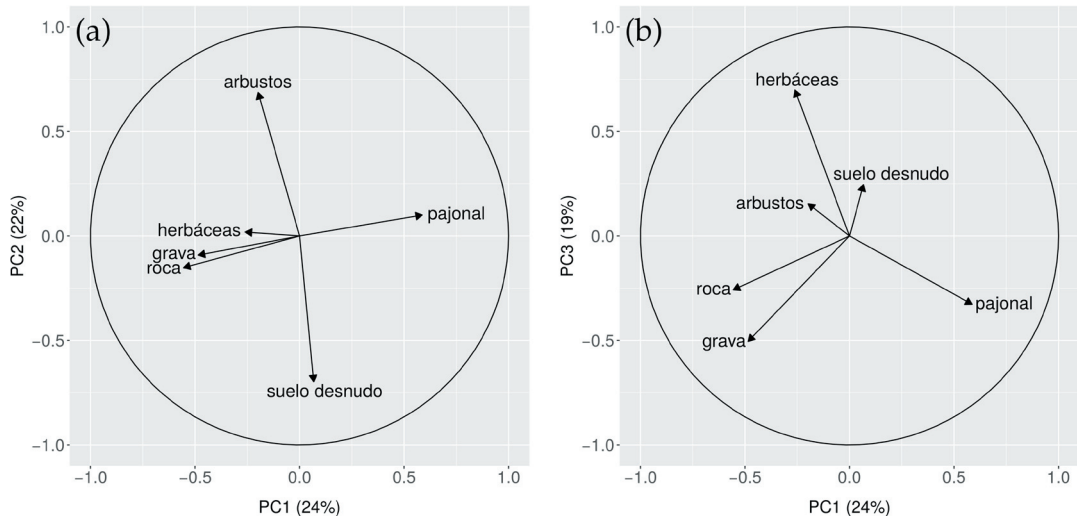 (a)
1.0
0.5
0.0
−0.5
−1.0
PC2 (22%)
arbustos
pajonal
herbáceas
grava
roca
suelo desnudo
−1.0 −0.5 0.0 0.5 1.0
PC1 (24%)
(b)
1.0
0.5
0.0
−0.5
−1.0
PC3 (19%)
herbáceas
suelo desnudo
arbustos
roca
pajonal
grava
−1.0 −0.5 0.0 0.5 1.0
PC1 (24%)